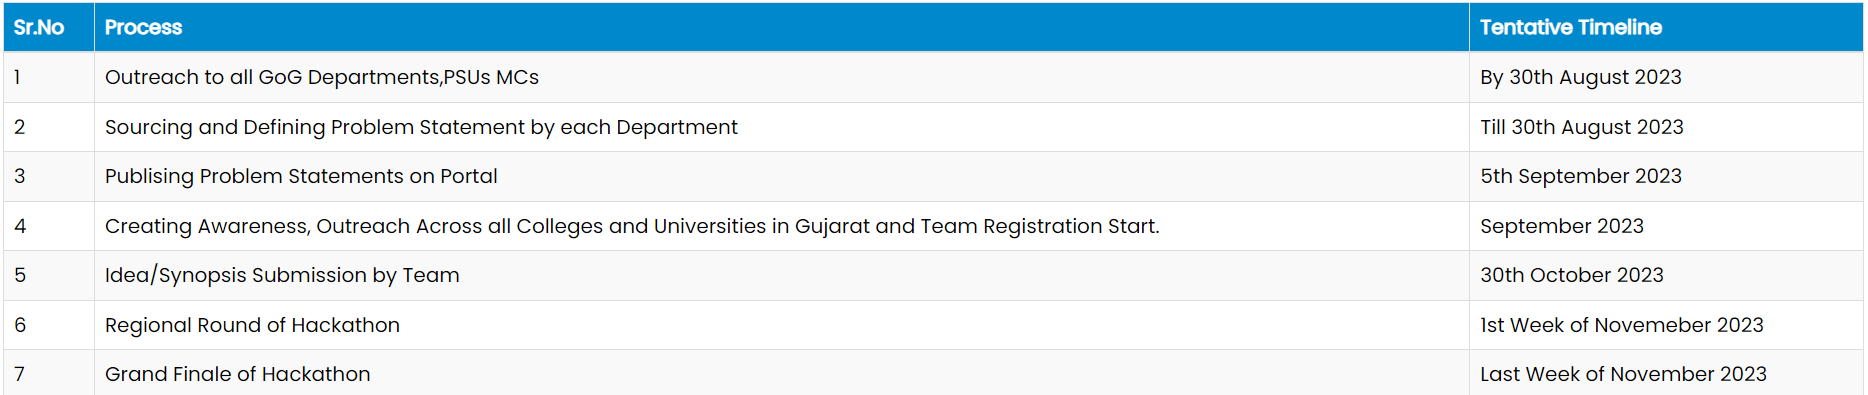 Sr.No Process Tentative Timeline
1 Outreach to all GoG Departments,PSUs MCs By 30th August 2023
2 Sourcing and Defining Problem Statement by each Department Till 30th August 2023
3 Publising Problem Statements on Portal 5th September 2023
4 Creating Awareness, Outreach Across all Colleges and Universities in Gujarat and Team Registration Start. September 2023
5 Idea/Synopsis Submission by Team 30th October 2023
6 Regional Round of Hackathon 1st Week of Novemeber 2023
7 Grand Finale of Hackathon Last Week of November 2023